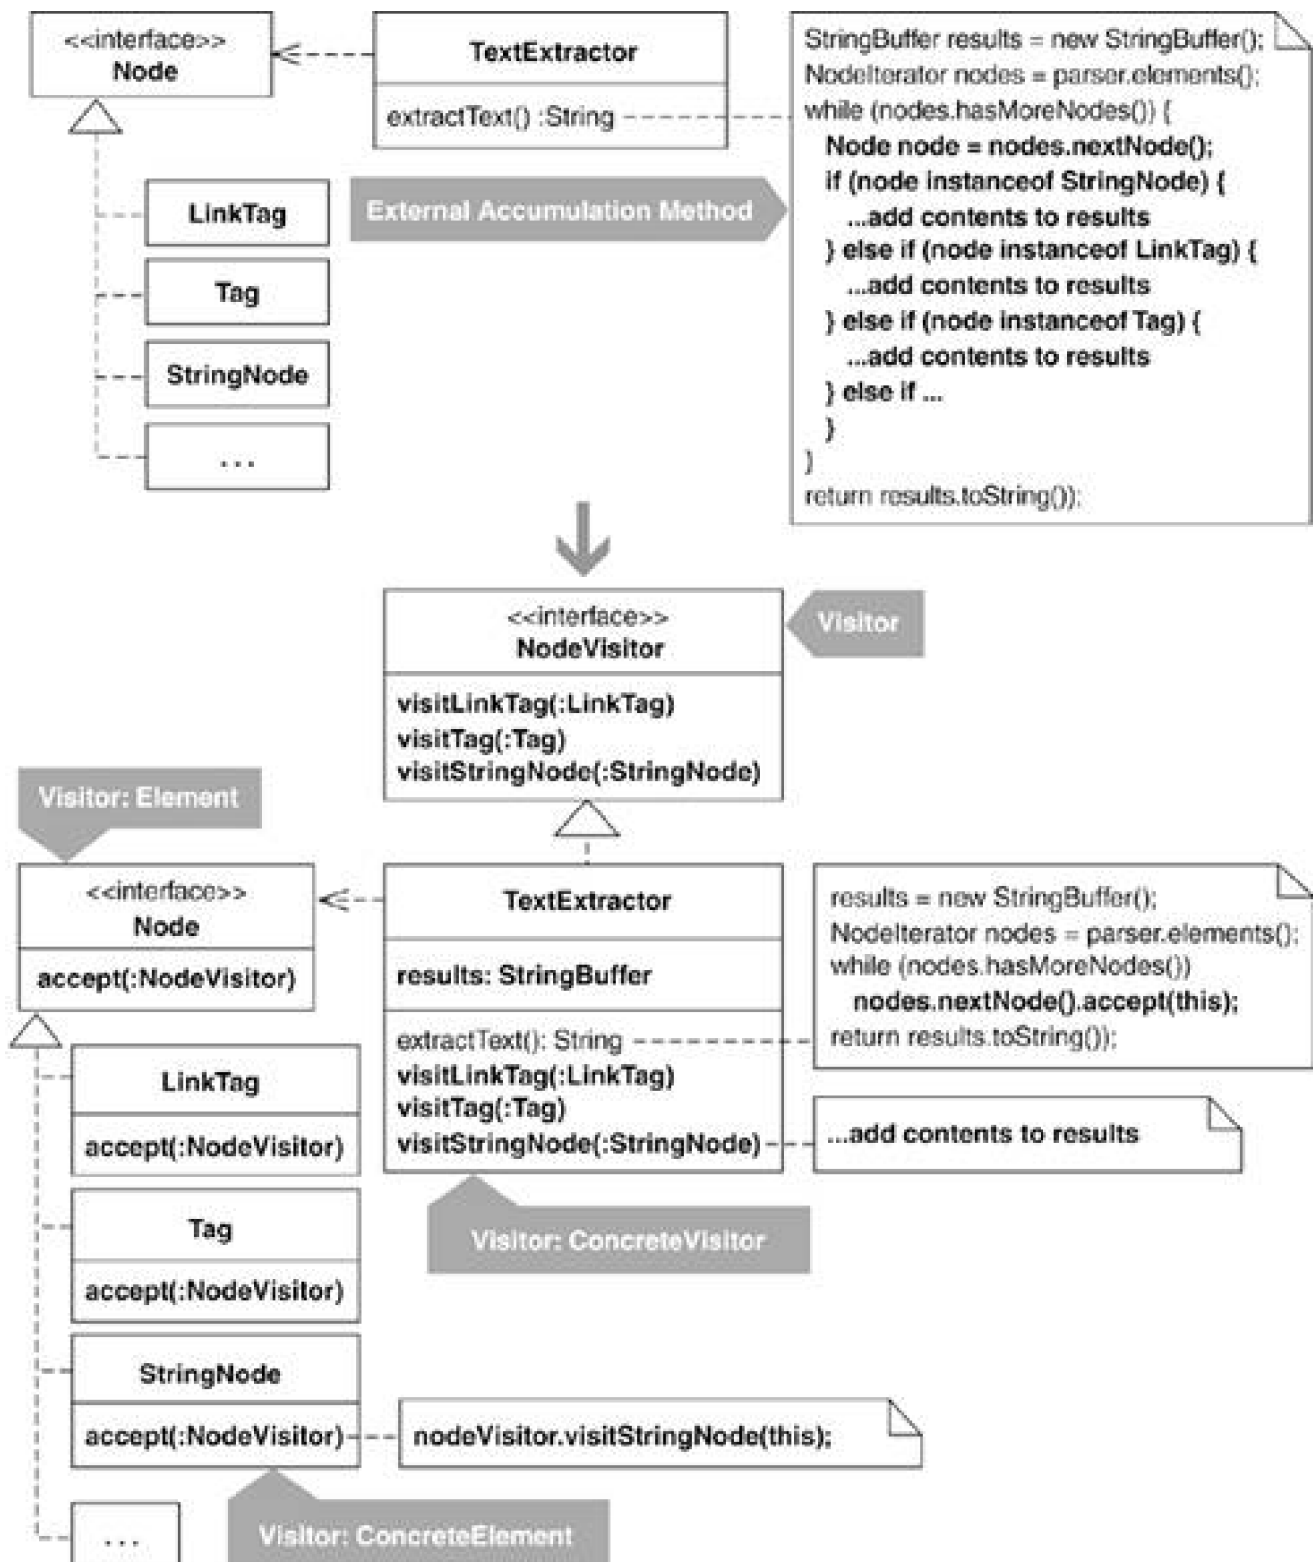 <<interface>>
Node
TextExtractor
extractText() :String
StringBuffer results = new StringBuffer();
NodeIterator nodes = parser.elements();
while (nodes.hasMoreNodes()) {
Node node = nodes.nextNode();
if (node instanceof StringNode) {
...add contents to results
} else if (node instanceof LinkTag) {
...add contents to results
} else if (node instanceof Tag) {
...add contents to results
} else if ...
}
}
return results.toString());
External Accumulation Method
LinkTag
Tag
StringNode
...
<<interface>>
NodeVisitor
visitLinkTag(:LinkTag)
visitTag(:Tag)
visitStringNode(:StringNode)
Visitor
Visitor: Element
<<interface>>
Node
accept(:NodeVisitor)
TextExtractor
results: StringBuffer
extractText(): String
visitLinkTag(:LinkTag)
visitTag(:Tag)
visitStringNode(:StringNode)
results = new StringBuffer();
NodeIterator nodes = parser.elements();
while (nodes.hasMoreNodes())
nodes.nextNode().accept(this);
return results.toString());
...add contents to results
Visitor: ConcreteVisitor
LinkTag
accept(:NodeVisitor)
Tag
accept(:NodeVisitor)
StringNode
accept(:NodeVisitor)
nodeVisitor.visitStringNode(this);
Visitor: ConcreteElement
...